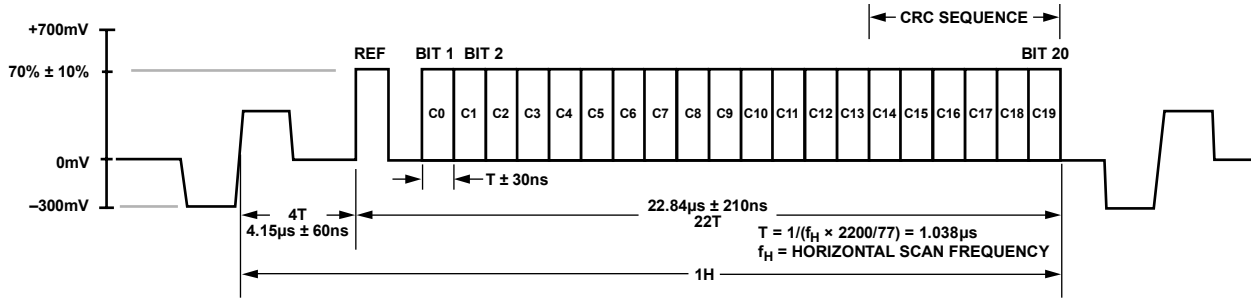 +700mV
CRC SEQUENCE
REF
BIT 1
BIT 2
BIT 20
70% ± 10%
C0
C1
C2
C3
C4
C5
C6
C7
C8
C9
C10
C11
C12
C13
C14
C15
C16
C17
C18
C19
0mV
T ± 30ns
–300mV
4T
4.15µs ± 60ns
22.84µs ± 210ns
22T
T = 1/(fH × 2200/77) = 1.038µs
fH = HORIZONTAL SCAN FREQUENCY
1H